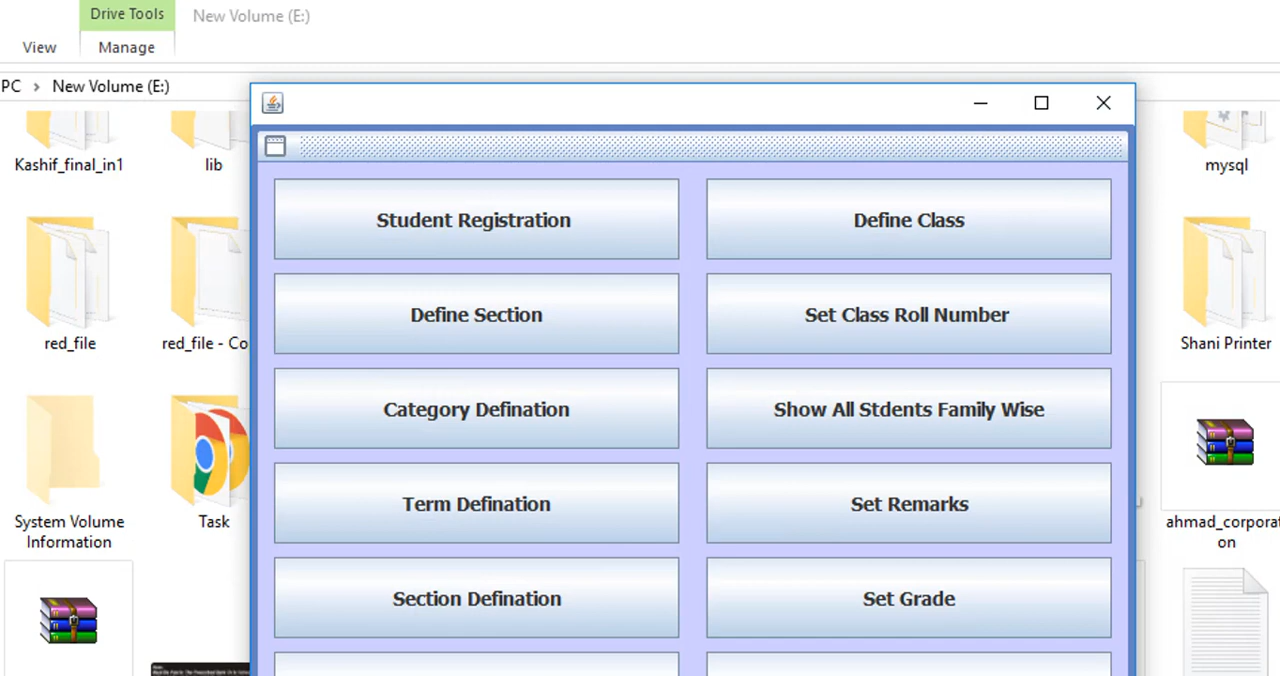 Drive Tools
New Volume (E:)
View
Manage
PC > New Volume (E:)
Kashif_final_in1
lib
mysql
Student Registration
Define Class
Define Section
Set Class Roll Number
red_file
red_file - Co
Shani Printer
Category Defination
Show All Stdents Family Wise
Term Defination
Set Remarks
System Volume
Information
Task
ahmad_corporat
on
Section Defination
Set Grade